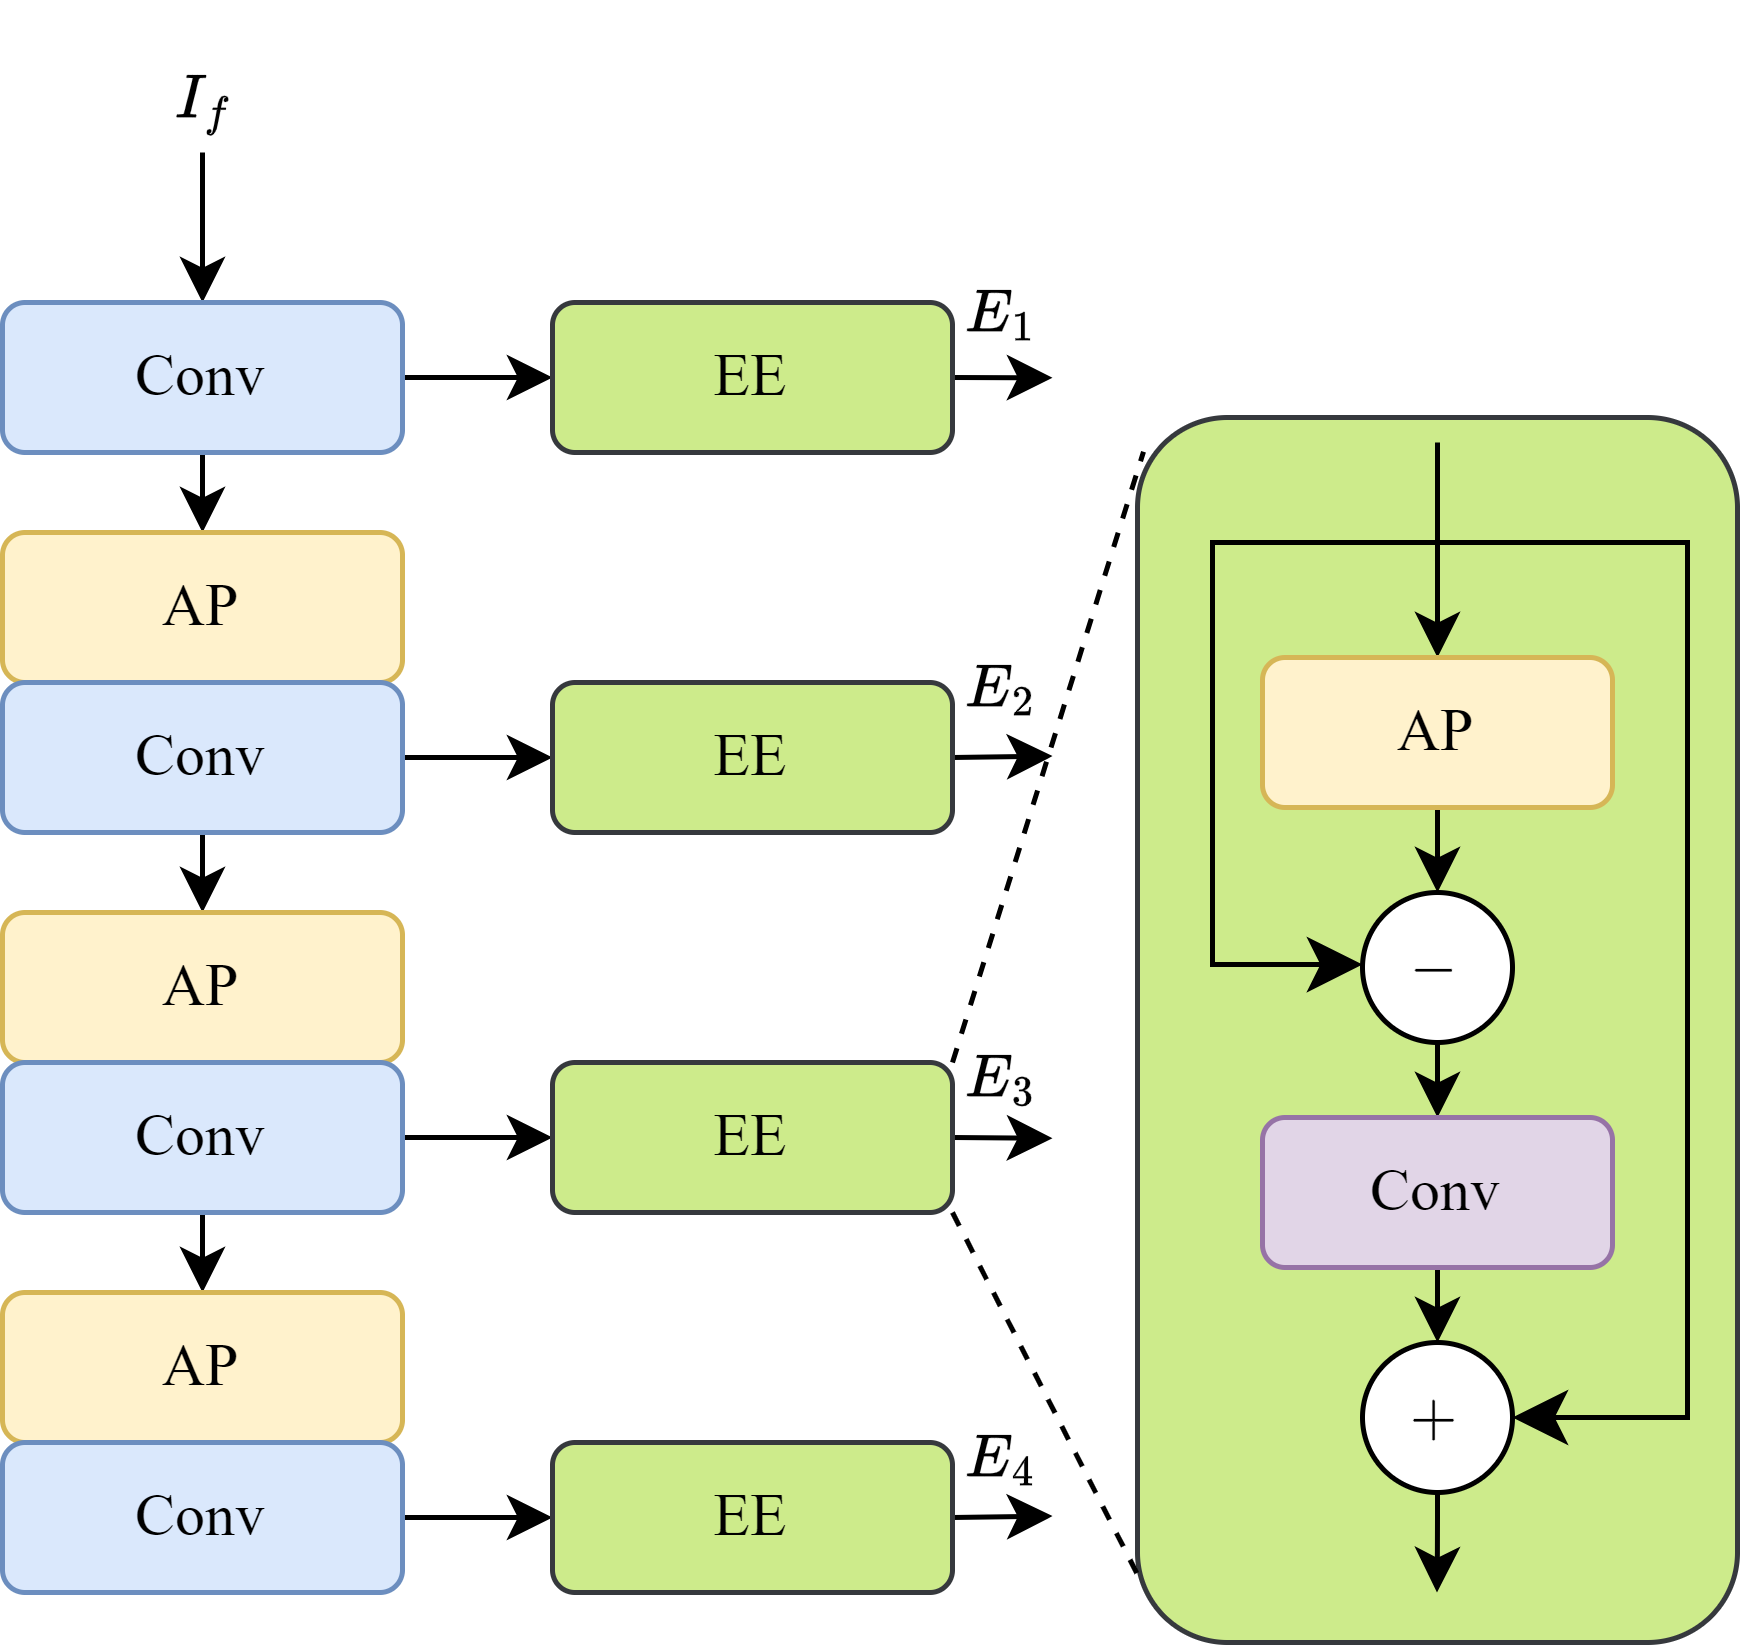 I_f
Conv
EE
E_1
AP
Conv
EE
E_2
AP
Conv
EE
E_3
AP
Conv
EE
E_4
AP
−
Conv
+